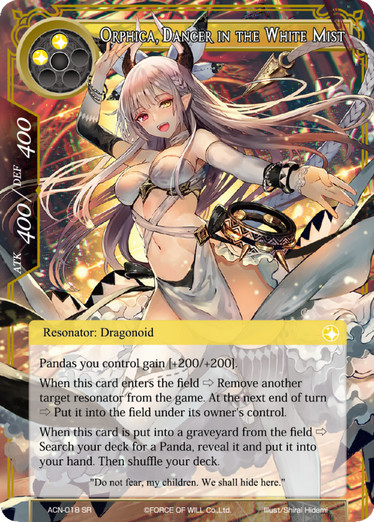 Orphica, Dancer in the White Mist
ATK 400 / DEF 400
Resonator: Dragonoid
Pandas you control gain [+200/+200].
When this card enters the field ⇨ Remove another
target resonator from the game. At the next end of turn
⇨ Put it into the field under its owner's control.
When this card is put into a graveyard from the field ⇨
Search your deck for a Panda, reveal it and put it into
your hand. Then shuffle your deck.
"Do not fear, my children. We shall hide here."
ACN-018 SR
©FORCE OF WILL Co.,Ltd.
Illust/Shirai Hidemi